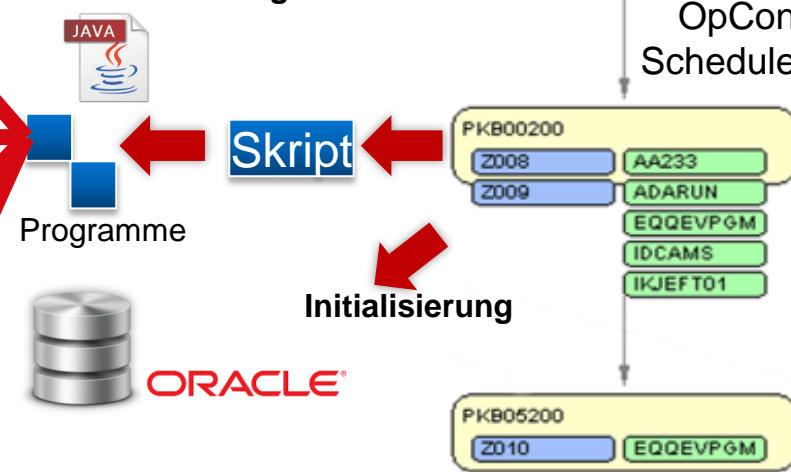 OpCon
Schedule
JAVA
PKB00200
Z008 AA233
Z009 ADARUN
EQQEVPGM
IDCAMS
IKJEFT01
Skript
Programme
Initialisierung
ORACLE®
PKB05200
Z010 EQQEVPGM